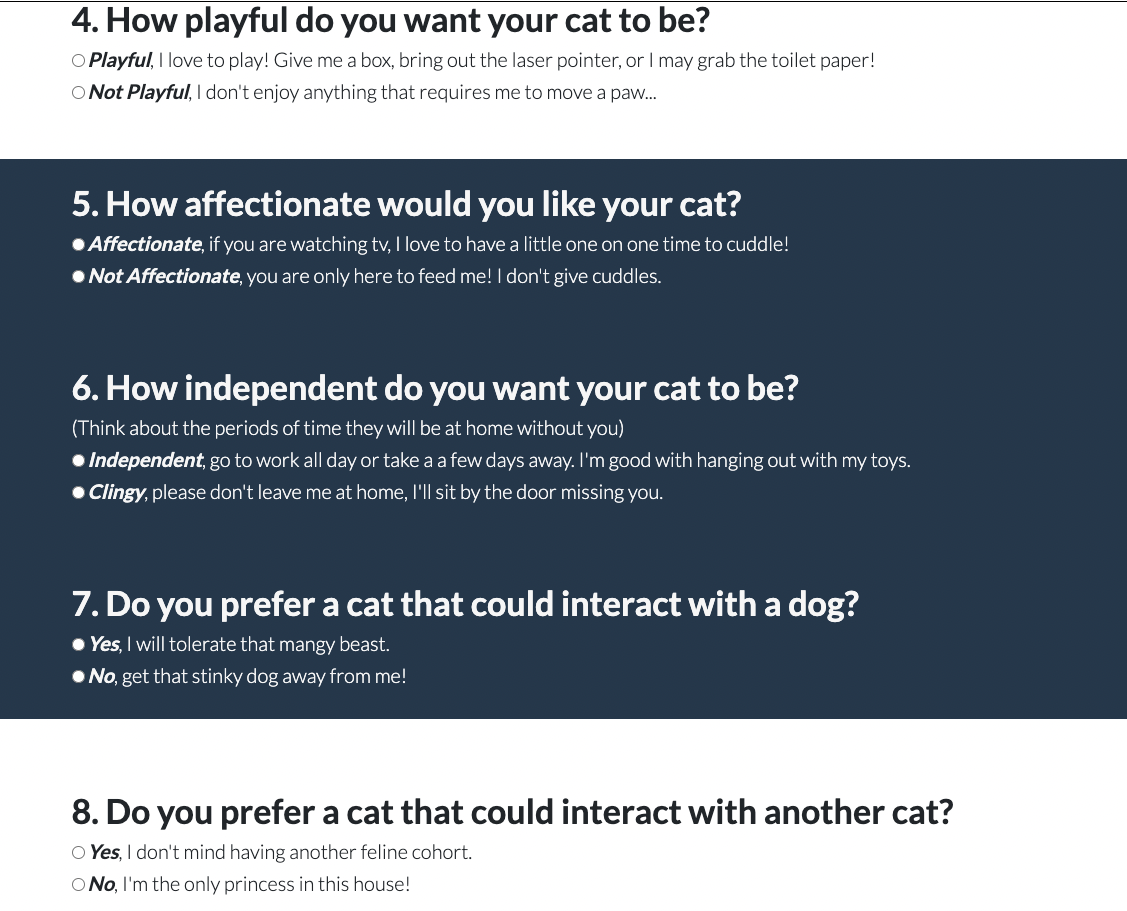 4. How playful do you want your cat to be?
Playful, I love to play! Give me a box, bring out the laser pointer, or I may grab the toilet paper!
Not Playful, I don't enjoy anything that requires me to move a paw...
5. How affectionate would you like your cat?
Affectionate, if you are watching tv, I love to have a little one on one time to cuddle!
Not Affectionate, you are only here to feed me! I don't give cuddles.
6. How independent do you want your cat to be?
(Think about the periods of time they will be at home without you)
Independent, go to work all day or take a a few days away. I'm good with hanging out with my toys.
Clingy, please don't leave me at home, I'll sit by the door missing you.
7. Do you prefer a cat that could interact with a dog?
Yes, I will tolerate that mangy beast.
No, get that stinky dog away from me!
8. Do you prefer a cat that could interact with another cat?
Yes, I don't mind having another feline cohort.
No, I'm the only princess in this house!